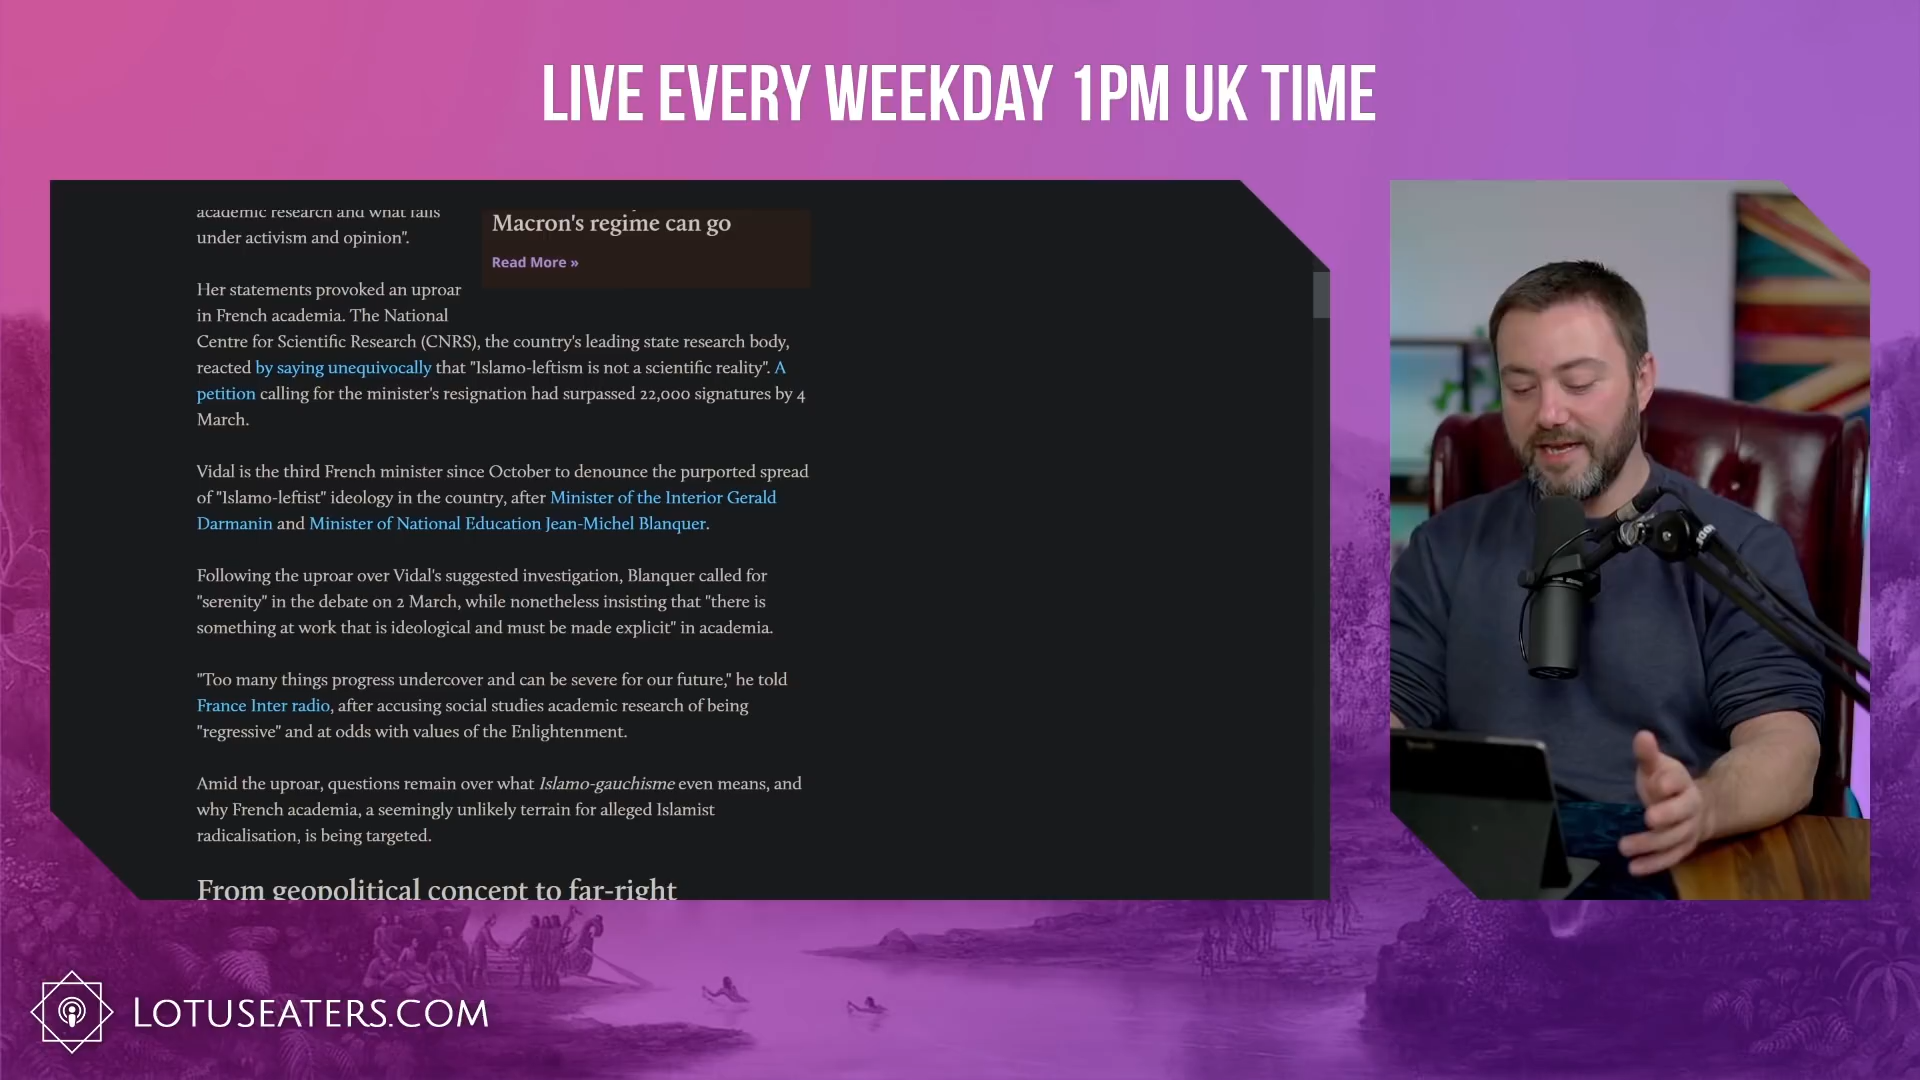 LIVE EVERY WEEKDAY 1PM UK TIME
academic research and what falls
under activism and opinion".
Macron's regime can go
Read More »
Her statements provoked an uproar
in French academia. The National
Centre for Scientific Research (CNRS), the country's leading state research body,
reacted by saying unequivocally that "Islamo-leftism is not a scientific reality". A
petition calling for the minister's resignation had surpassed 22,000 signatures by 4
March.
Vidal is the third French minister since October to denounce the purported spread
of "Islamo-leftist" ideology in the country, after Minister of the Interior Gerald
Darmanin and Minister of National Education Jean-Michel Blanquer.
Following the uproar over Vidal's suggested investigation, Blanquer called for
"serenity" in the debate on 2 March, while nonetheless insisting that "there is
something at work that is ideological and must be made explicit" in academia.
"Too many things progress undercover and can be severe for our future," he told
France Inter radio, after accusing social studies academic research of being
"regressive" and at odds with values of the Enlightenment.
Amid the uproar, questions remain over what Islamo-gauchisme even means, and
why French academia, a seemingly unlikely terrain for alleged Islamist
radicalisation, is being targeted.
From geopolitical concept to far-right
LOTUSEATERS.COM